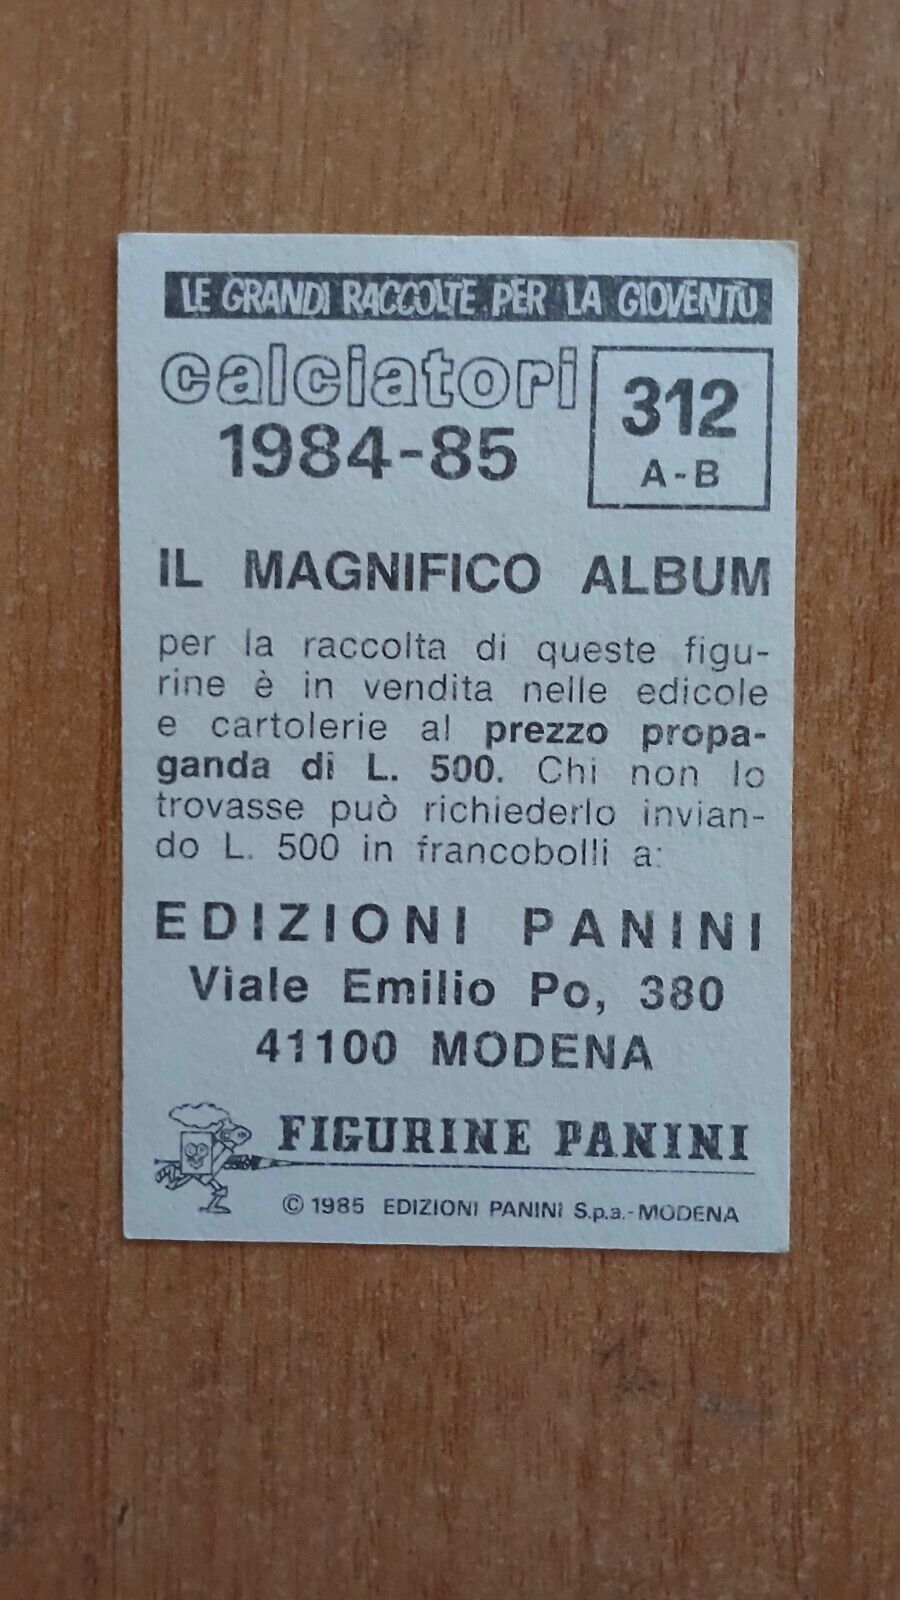 LE GRANDI RACCOLTE PER LA GIOVENTÙ
calciatori
1984-85
312
A-B
IL MAGNIFICO ALBUM
per la raccolta di queste figu-
rine è in vendita nelle edicole
e cartolerie al prezzo propa-
ganda di L. 500. Chi non lo
trovasse può richiederlo invian-
do L. 500 in francobolli a:
EDIZIONI PANINI
Viale Emilio Po, 380
41100 MODENA
FIGURINE PANINI
© 1985 EDIZIONI PANINI S.p.a.-MODENA